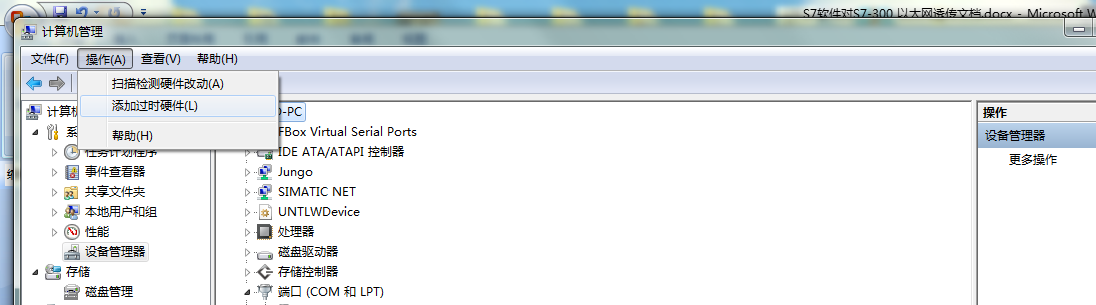 S7软件对S7-300 以太网透传文档.docx - Microsoft W
计算机管理
文件(F) 操作(A) 查看(V) 帮助(H)
扫描检测硬件改动(A)
添加过时硬件(L)
帮助(H)
计算机
系
任务计划程序
事件查看器
共享文件夹
本地用户和组
性能
设备管理器
存储
磁盘管理
-PC
FBox Virtual Serial Ports
IDE ATA/ATAPI 控制器
Jungo
SIMATIC NET
UNTLWDevice
处理器
磁盘驱动器
存储控制器
端口 (COM 和 LPT)
操作
设备管理器
更多操作